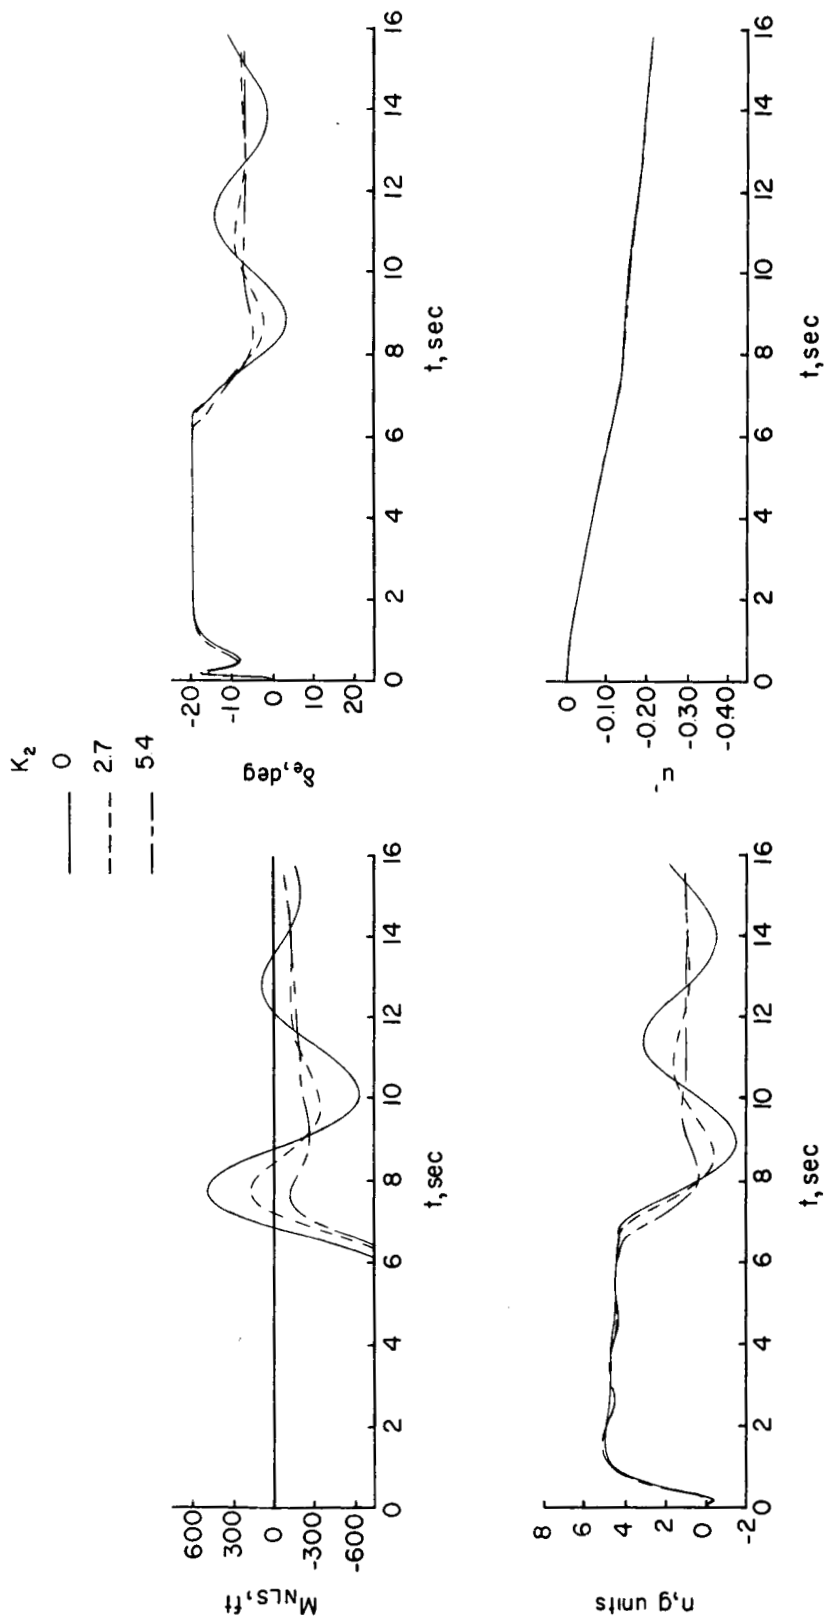 K2
0
2.7
5.4
MNLS, ft
600
300
0
-300
-600
0 2 4 6 8 10 12 14 16
t, sec
δe, deg
-20
-10
0
10
20
0 2 4 6 8 10 12 14 16
t, sec
n, g units
8
6
4
2
0
-2
0 2 4 6 8 10 12 14 16
t, sec
u'
0
-0.10
-0.20
-0.30
-0.40
0 2 4 6 8 10 12 14 16
t, sec